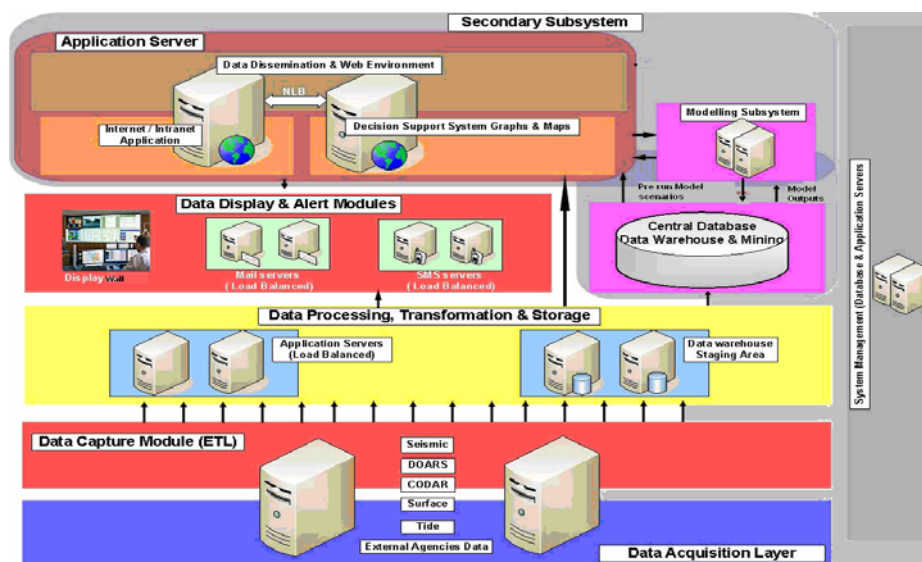 Secondary Subsystem
Application Server
Data Dissemination & Web Environment
NLB
Internet / Intranet
Application
Decision Support System Graphs & Maps
Modelling Subsystem
Pre run Model
scenarios
Model
Outputs
Data Display & Alert Modules
Display Wall
Mail servers
( Load Balanced)
SMS servers
( Load Balanced)
Central Database
Data Warehouse & Mining
System Management (Database & Application Servers)
Data Processing, Transformation & Storage
Application Servers
(Load Balanced)
Data warehouse
Staging Area
Data Capture Module (ETL)
Seismic
DOARS
CODAR
Surface
Tide
External Agencies Data
Data Acquisition Layer